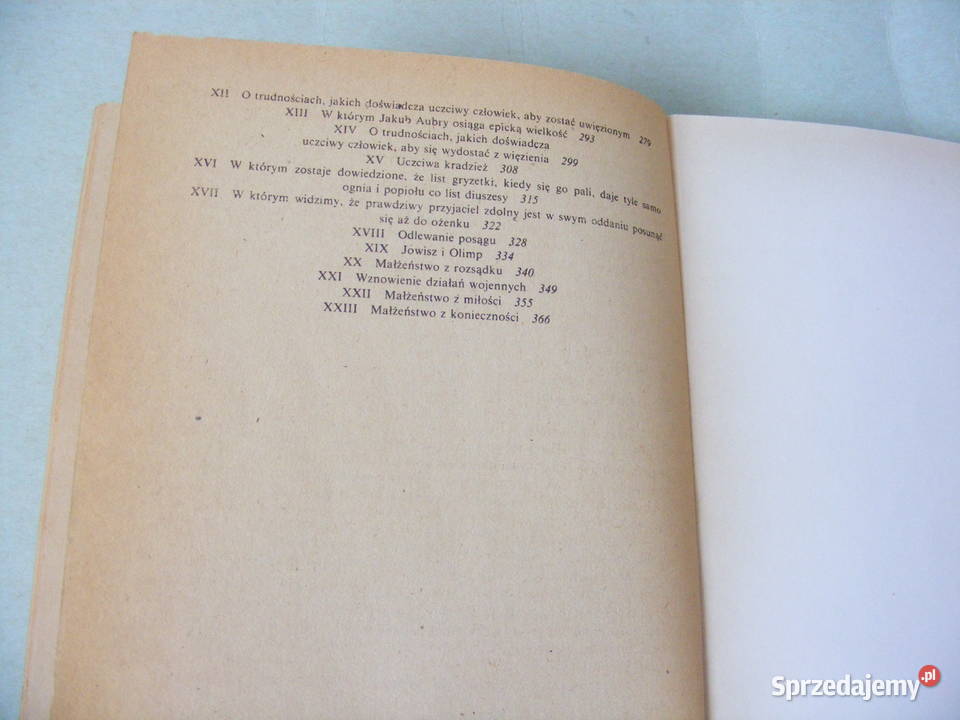 XII O trudnościach, jakich doświadcza uczciwy człowiek, aby zostać uwięzionym 279
XIII W którym Jakub Aubry osiąga epicką wielkość 293
XIV O trudnościach, jakich doświadcza
uczciwy człowiek, aby się wydostać z więzienia 299
XV Uczciwa kradzież 308
XVI W którym zostaje dowiedzione, że list gryzetki, kiedy się go pali, daje tyle samo
ognia i popiołu co list diuszesy 315
XVII W którym widzimy, że prawdziwy przyjaciel zdolny jest w swym oddaniu posunąć
się aż do ożenku 322
XVIII Odlewanie posągu 328
XIX Jowisz i Olimp 334
XX Małżeństwo z rozsądku 340
XXI Wznowienie działań wojennych 349
XXII Małżeństwo z miłości 355
XXIII Małżeństwo z konieczności 366
Sprzedajemy.pl